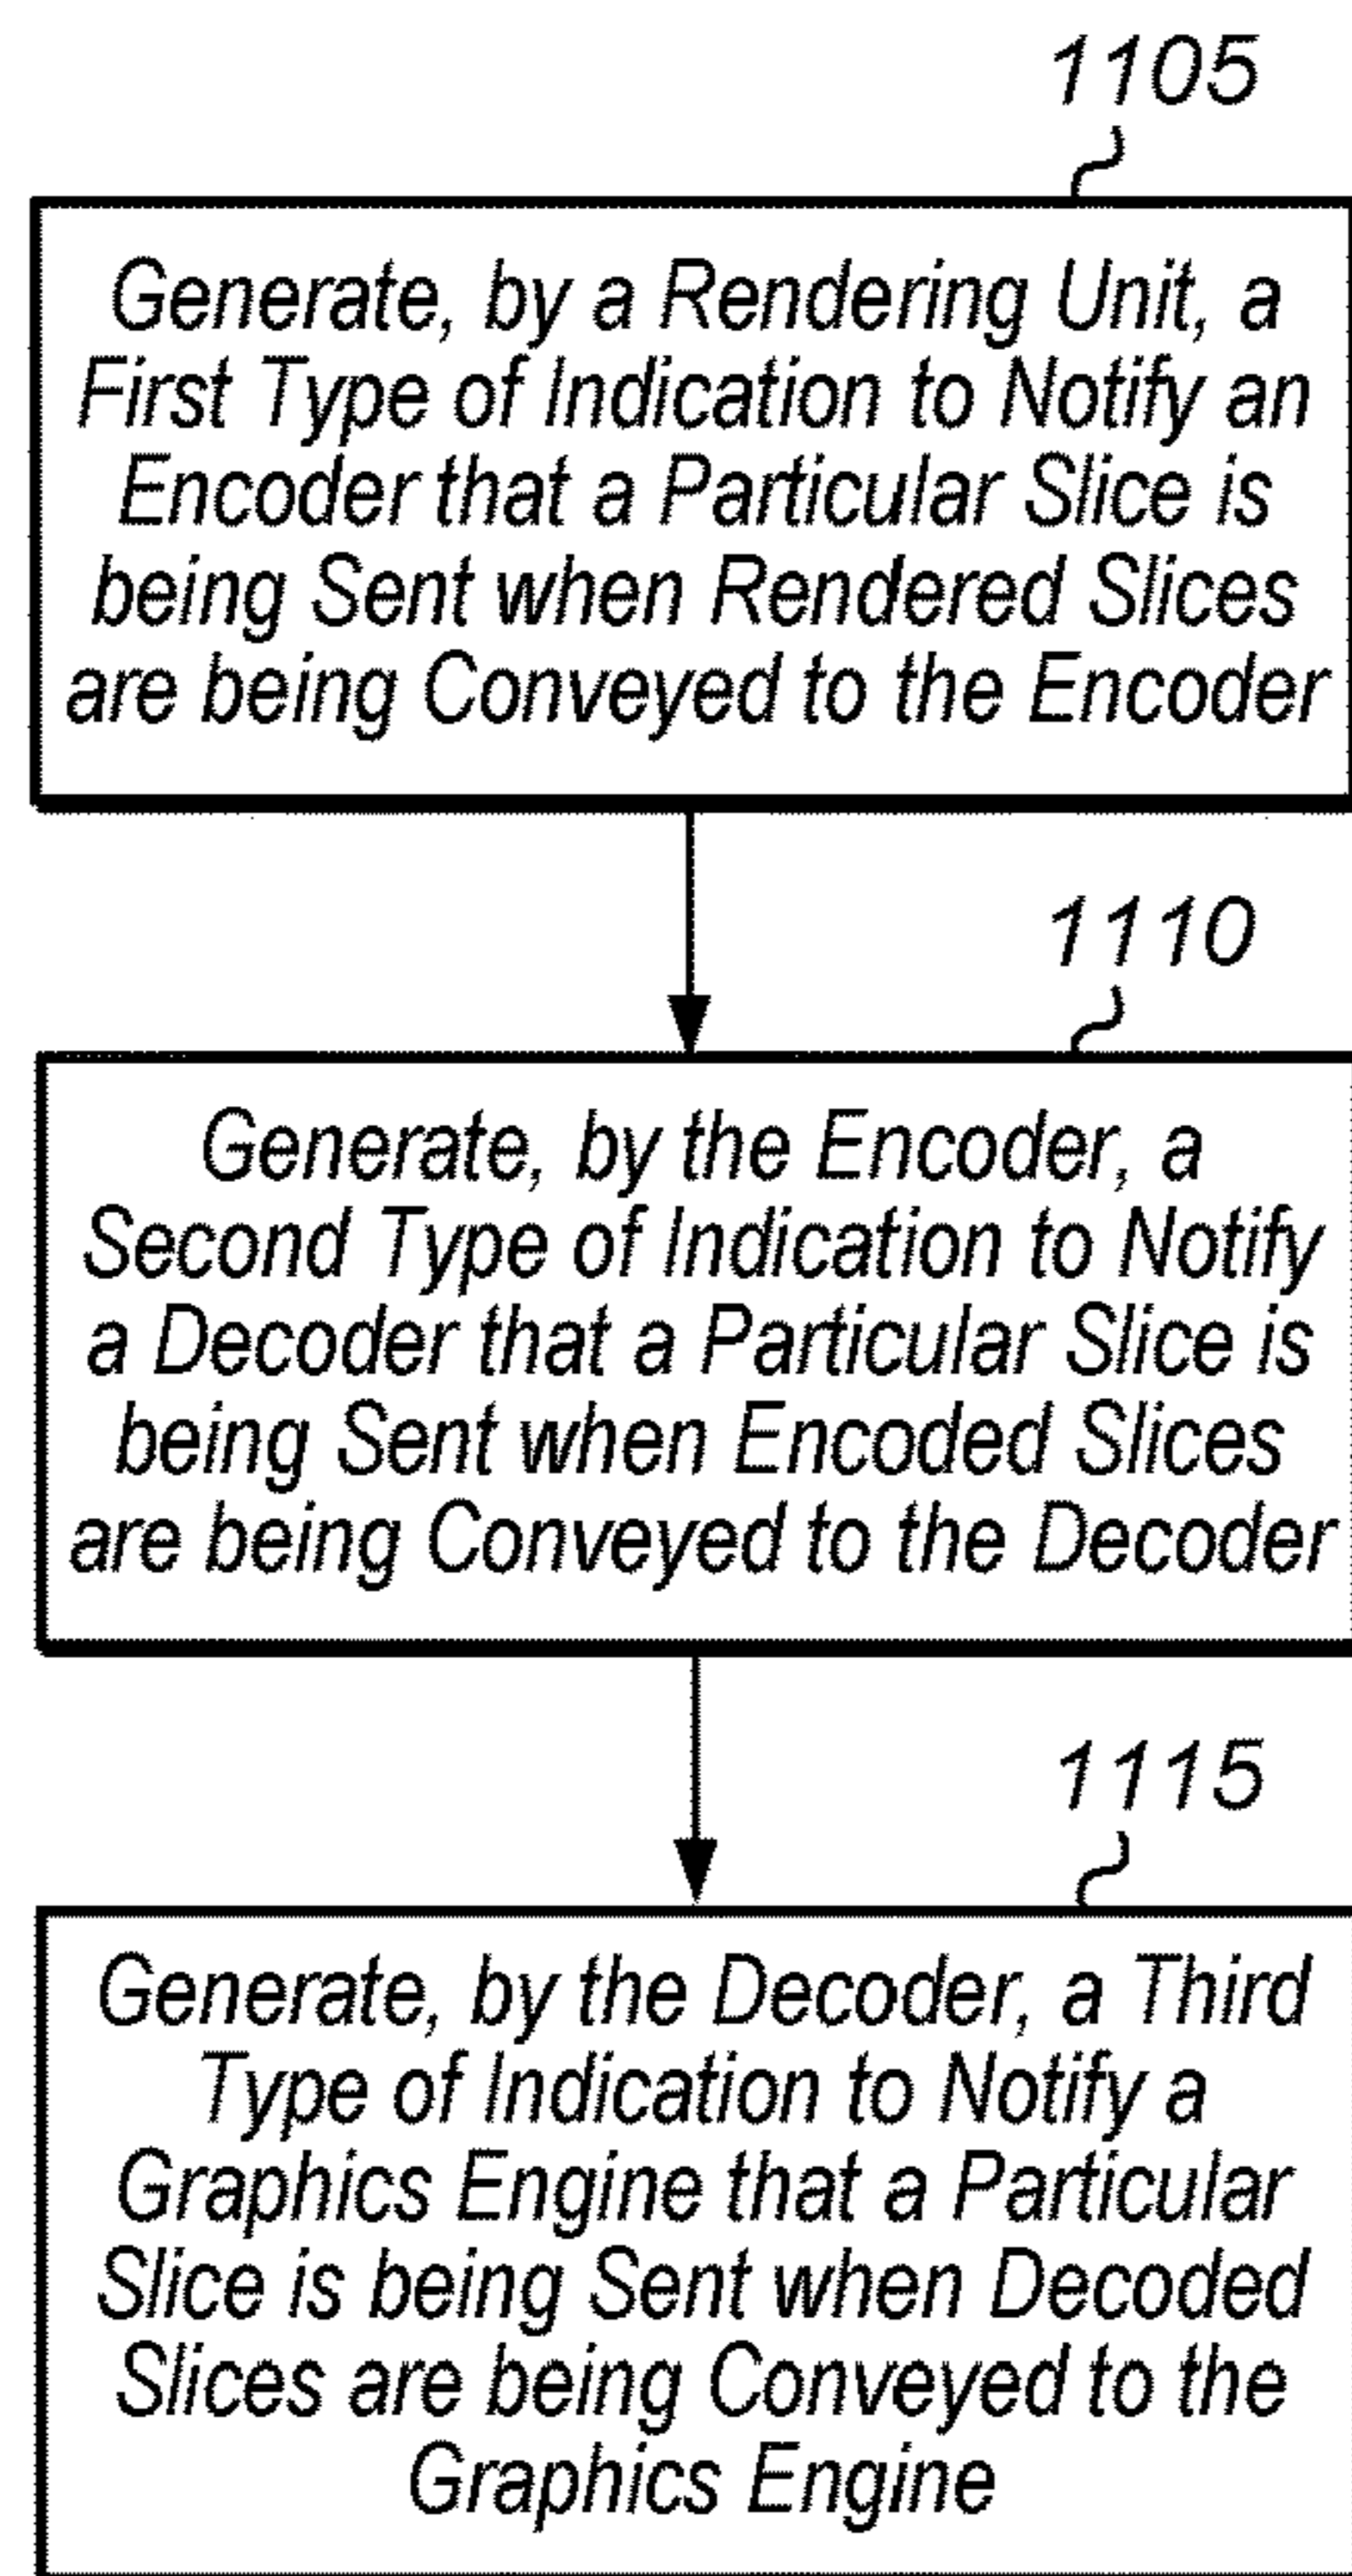 1105
Generate, by a Rendering Unit, a
First Type of Indication to Notify an
Encoder that a Particular Slice is
being Sent when Rendered Slices
are being Conveyed to the Encoder
1110
Generate, by the Encoder, a
Second Type of Indication to Notify
a Decoder that a Particular Slice is
being Sent when Encoded Slices
are being Conveyed to the Decoder
1115
Generate, by the Decoder, a Third
Type of Indication to Notify a
Graphics Engine that a Particular
Slice is being Sent when Decoded
Slices are being Conveyed to the
Graphics Engine